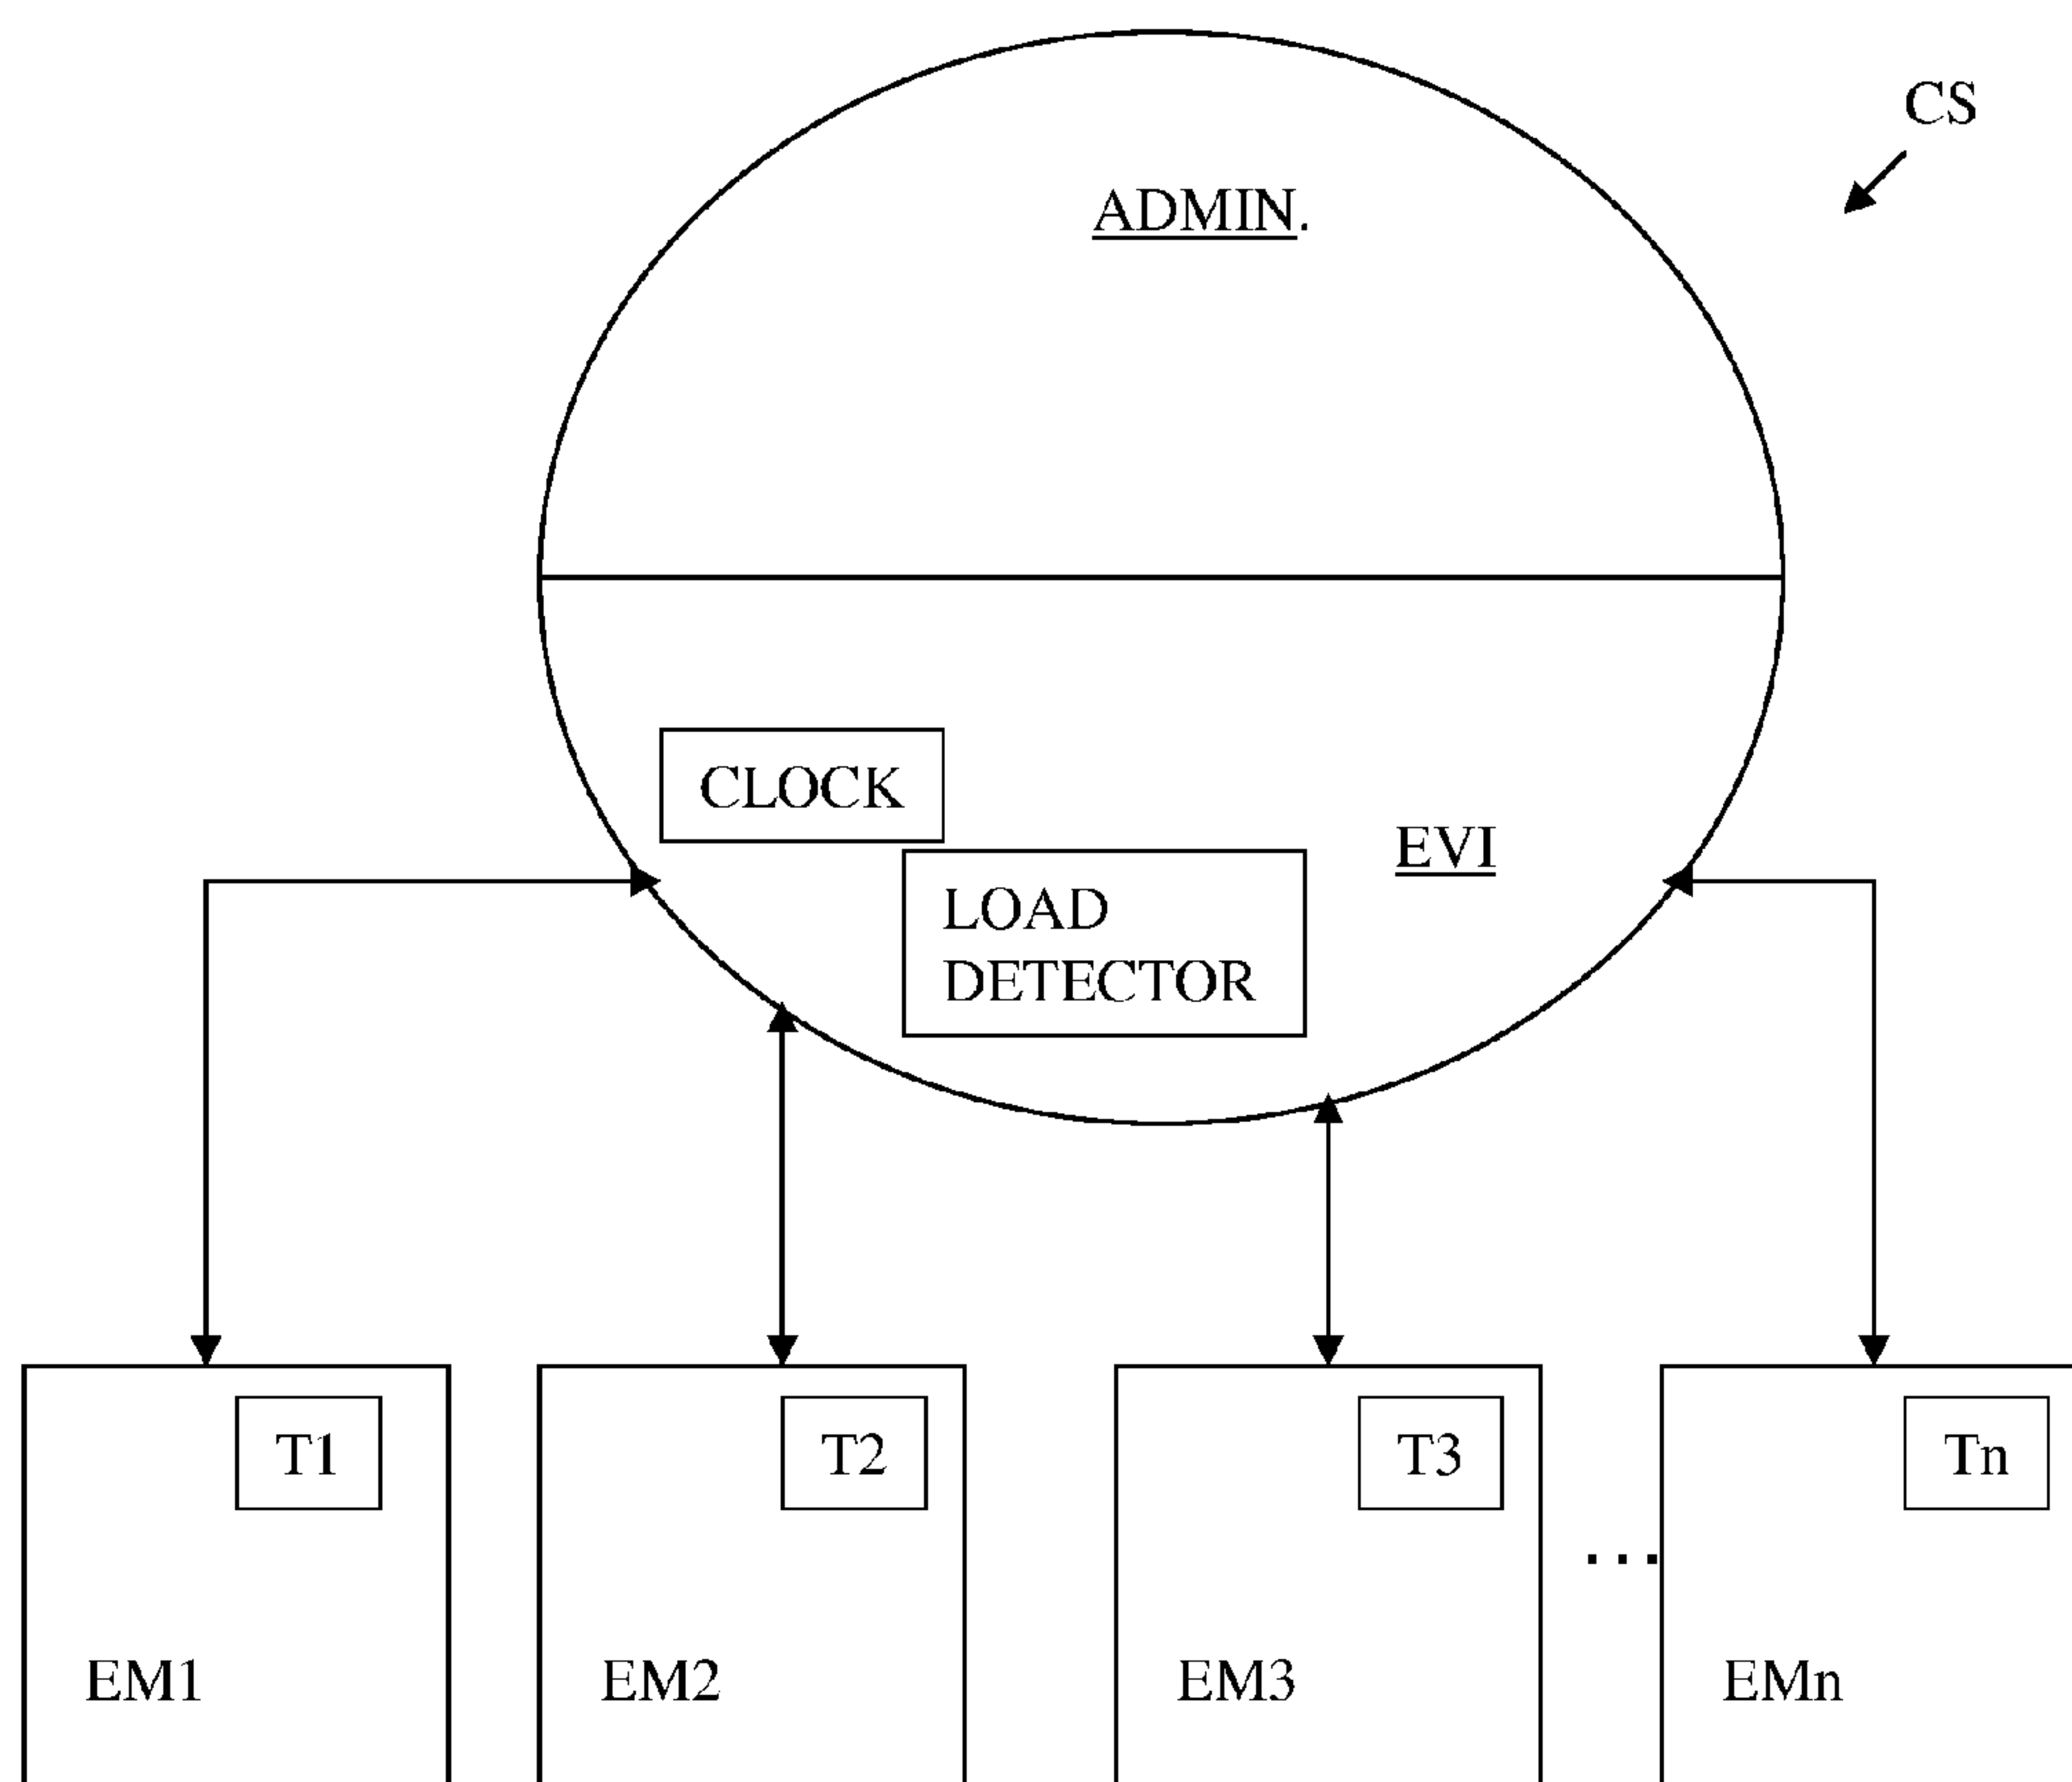 CS
ADMIN.
CLOCK
EVI
LOAD
DETECTOR
T1
T2
T3
Tn
...
EM1
EM2
EM3
EMn